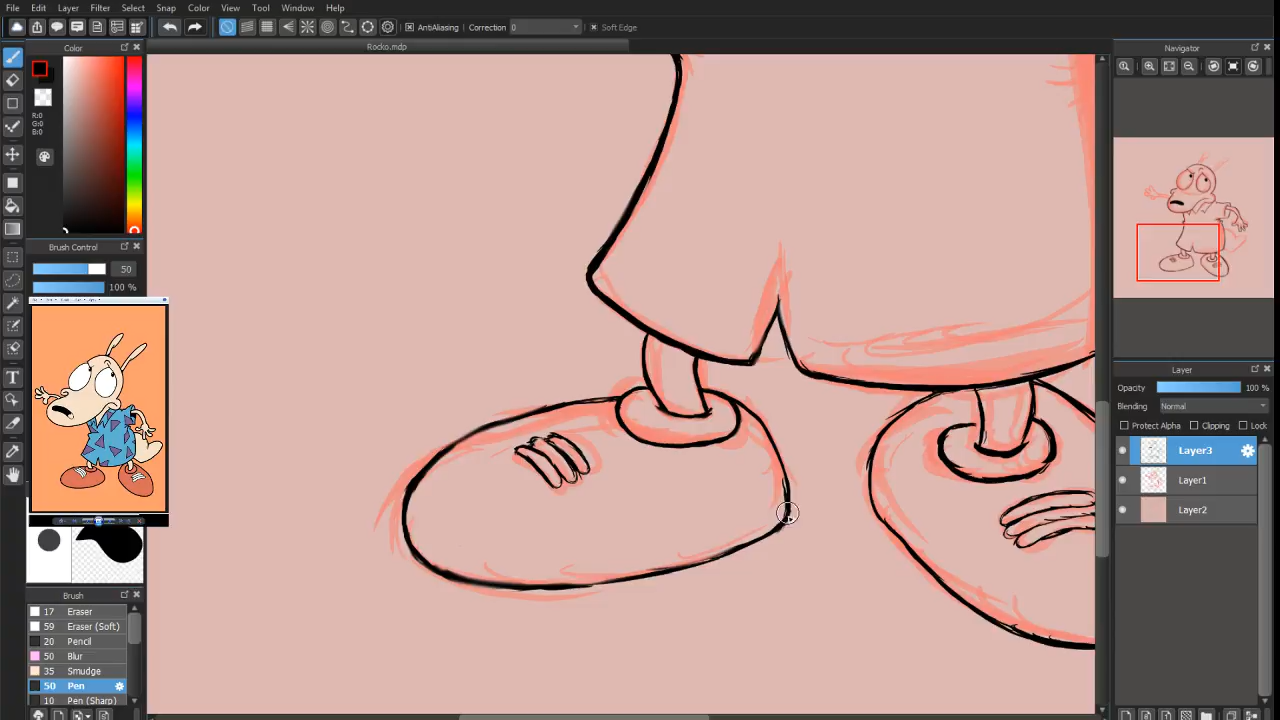 File Edit Layer Filter Select Snap Color View Tool Window Help
AntiAliasing Correction 0 Soft Edge
Rocko.mdp
Color
R:0
G:0
B:0
Brush Control
50
100 %
Brush
17 Eraser
59 Eraser (Soft)
20 Pencil
50 Blur
35 Smudge
50 Pen
10 Pen (Sharp)
Navigator
Layer
Opacity 100 %
Blending Normal
Protect Alpha Clipping Lock
Layer3
Layer1
Layer2